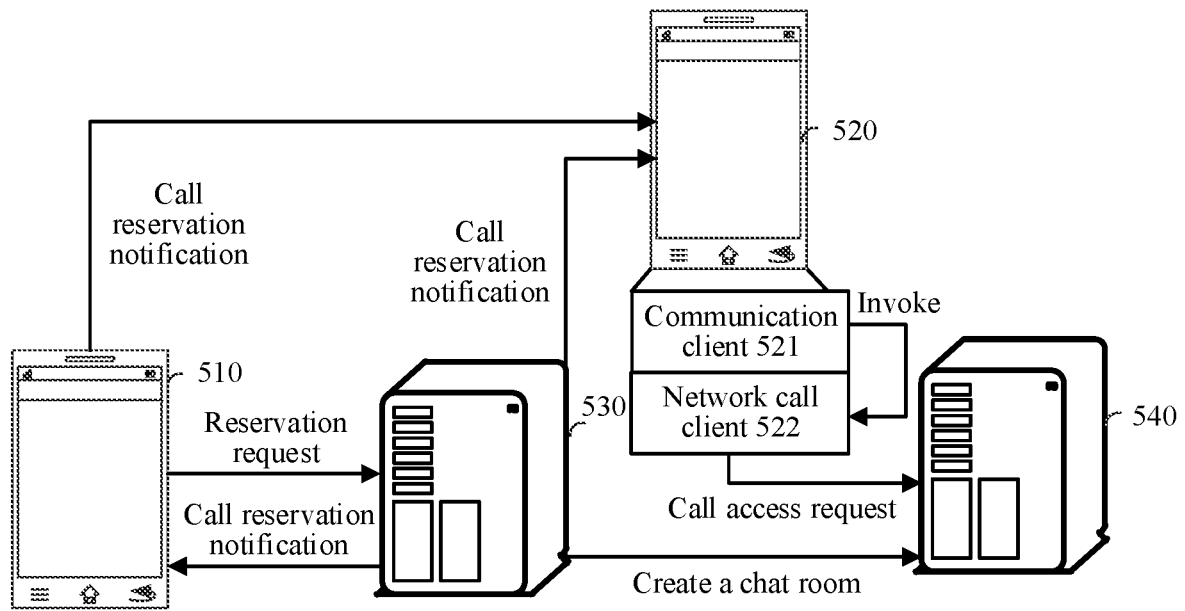 520
Call
reservation
notification
Call
reservation
notification
Invoke
Communication
client 521
Network call
client 522
510
530
540
Reservation
request
Call reservation
notification
Call access request
Create a chat room